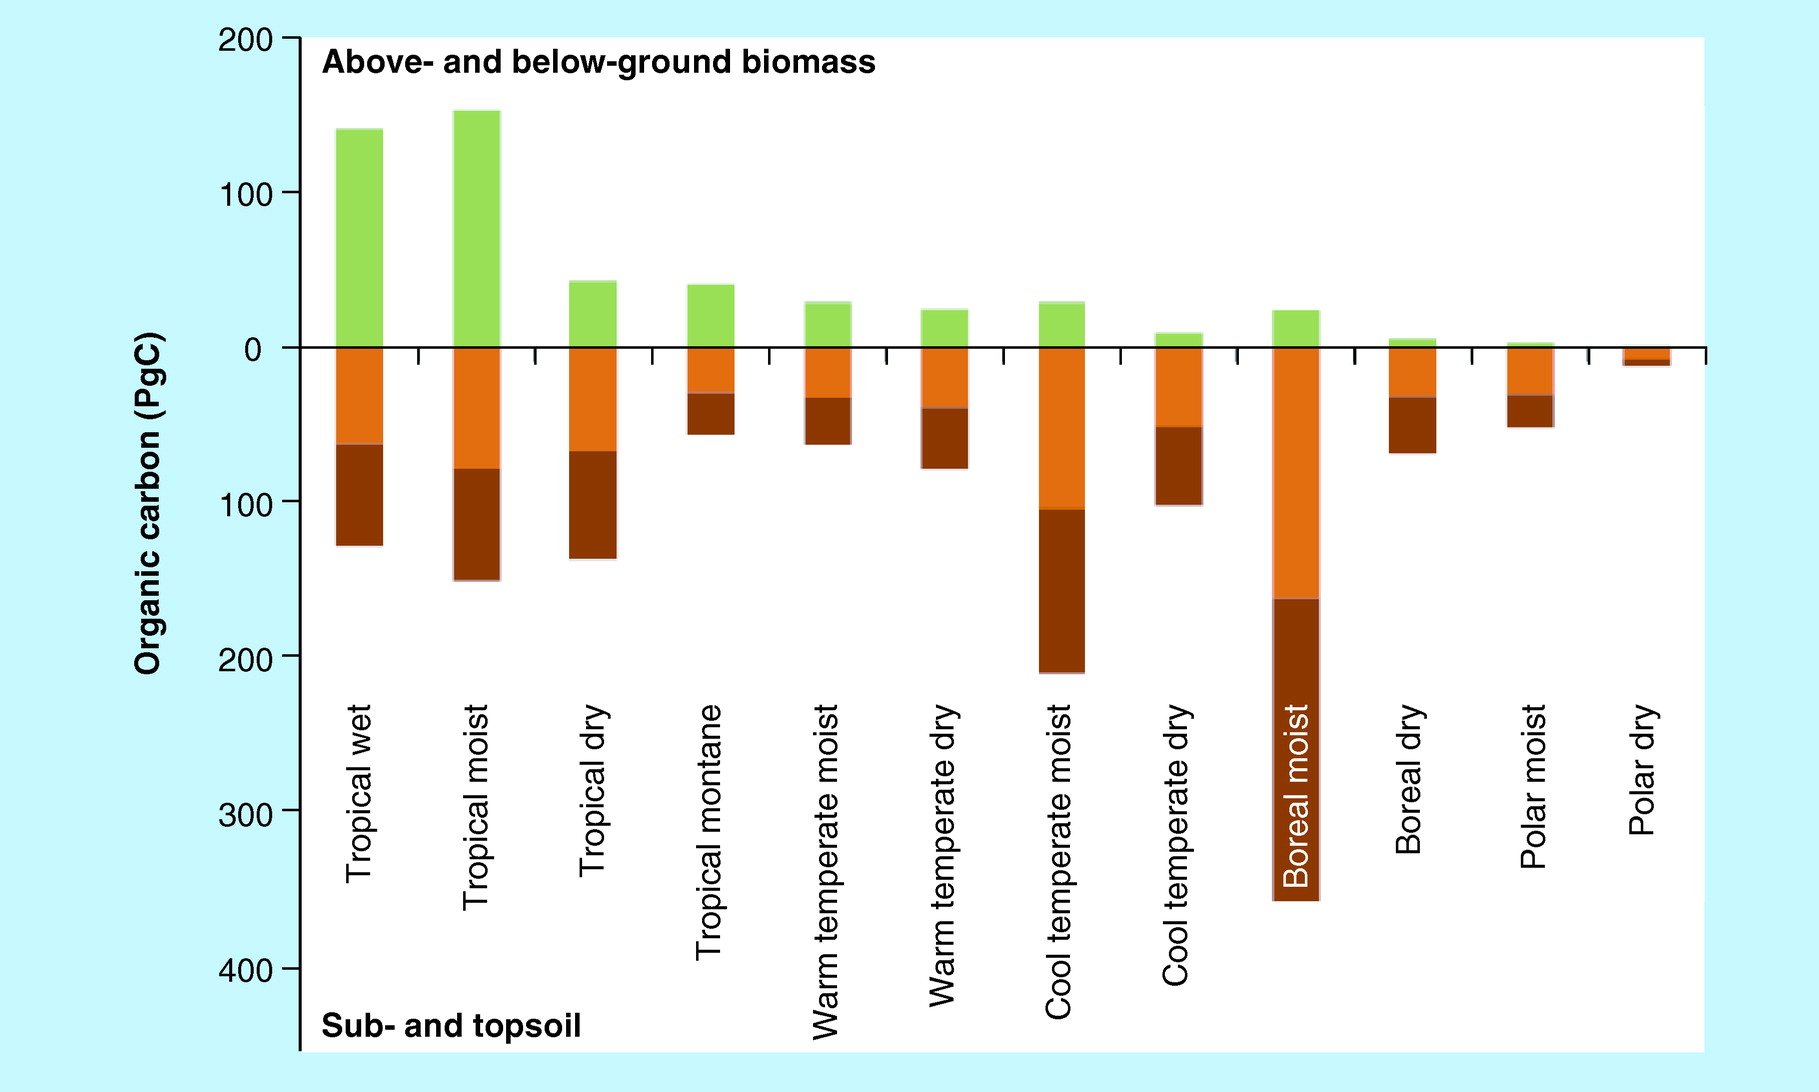 Above- and below-ground biomass
Organic carbon (PgC)
200
100
0
100
200
300
400
Tropical wet
Tropical moist
Tropical dry
Tropical montane
Warm temperate moist
Warm temperate dry
Cool temperate moist
Cool temperate dry
Boreal moist
Boreal dry
Polar moist
Polar dry
Sub- and topsoil